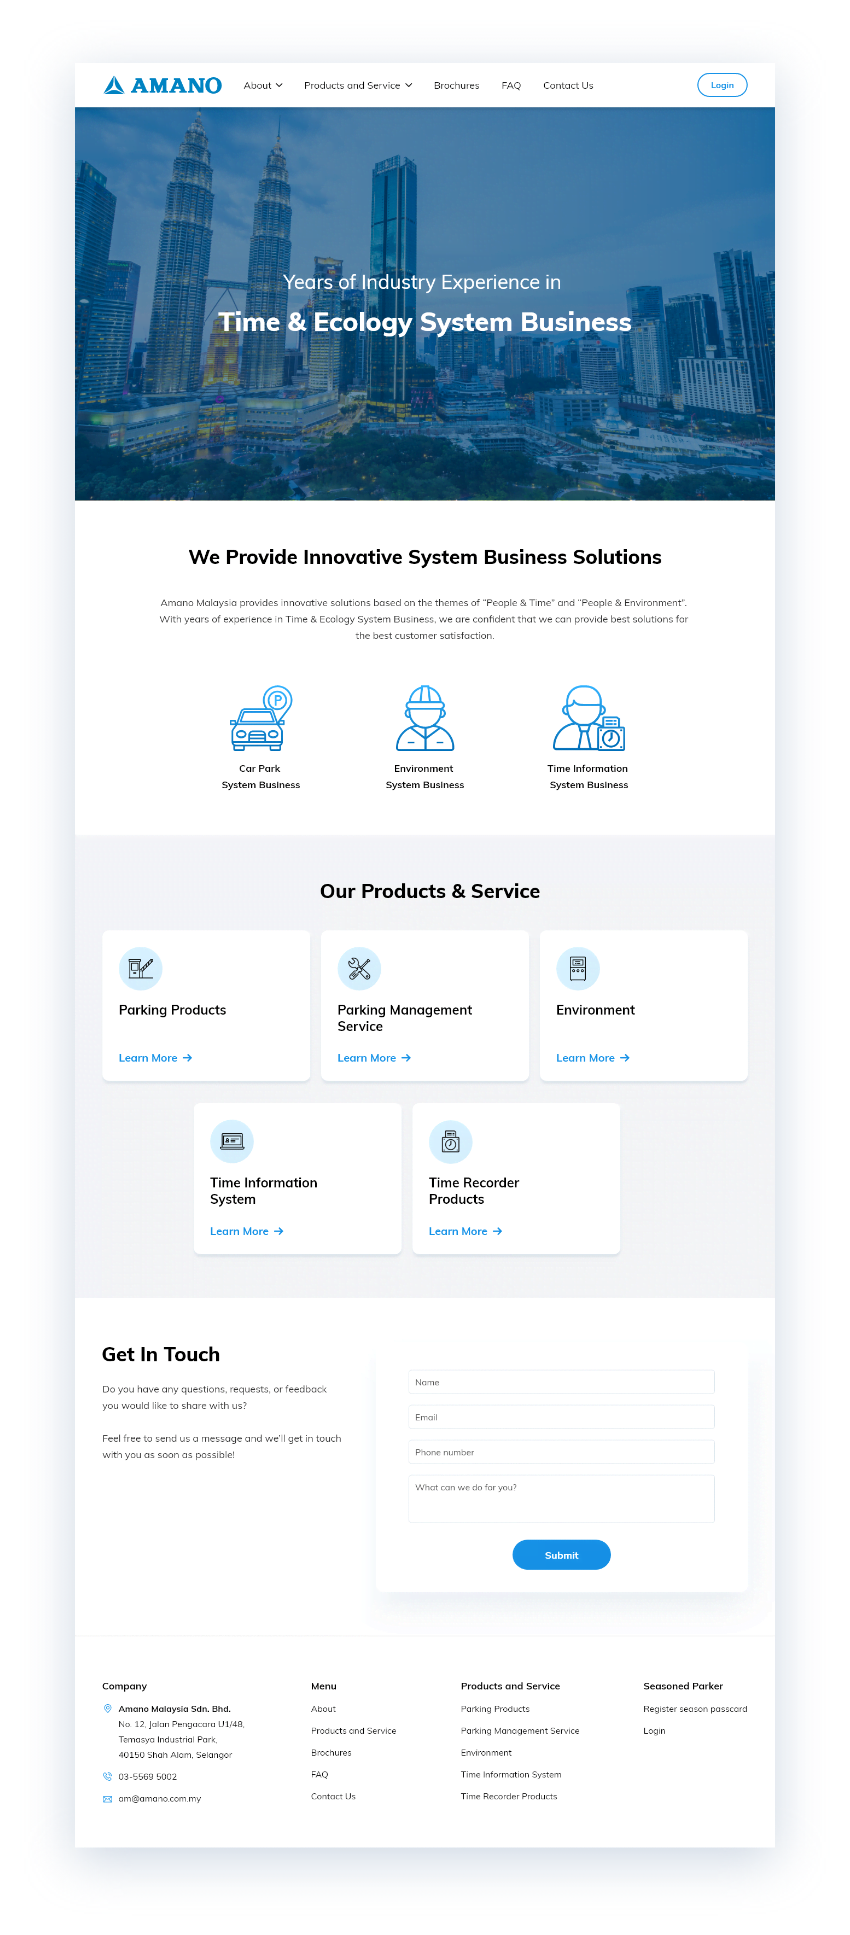 AMANO
About
Products and Service
Brochures
FAQ
Contact Us
Login
Years of Industry Experience in
Time & Ecology System Business
We Provide Innovative System Business Solutions
Amano Malaysia provides innovative solutions based on the themes of "People & Time" and "People & Environment".
With years of experience in Time & Ecology System Business, we are confident that we can provide best solutions for
the best customer satisfaction.
P
Car Park
System Business
Environment
System Business
Time Information
System Business
Our Products & Service
Parking Products
Learn More
Parking Management
Service
Learn More
Environment
Learn More
Time Information
System
Learn More
Time Recorder
Products
Learn More
Get In Touch
Do you have any questions, requests, or feedback
you would like to share with us?
Feel free to send us a message and we'll get in touch
with you as soon as possible!
Name
Email
Phone number
What can we do for you?
Submit
Company
Amano Malaysia Sdn. Bhd.
No. 12, Jalan Pengacara U1/48,
Temasya Industrial Park,
40150 Shah Alam, Selangor
03-5569 5002
am@amano.com.my
Menu
About
Products and Service
Brochures
FAQ
Contact Us
Products and Service
Parking Products
Parking Management Service
Environment
Time Information System
Time Recorder Products
Seasoned Parker
Register season passcard
Login